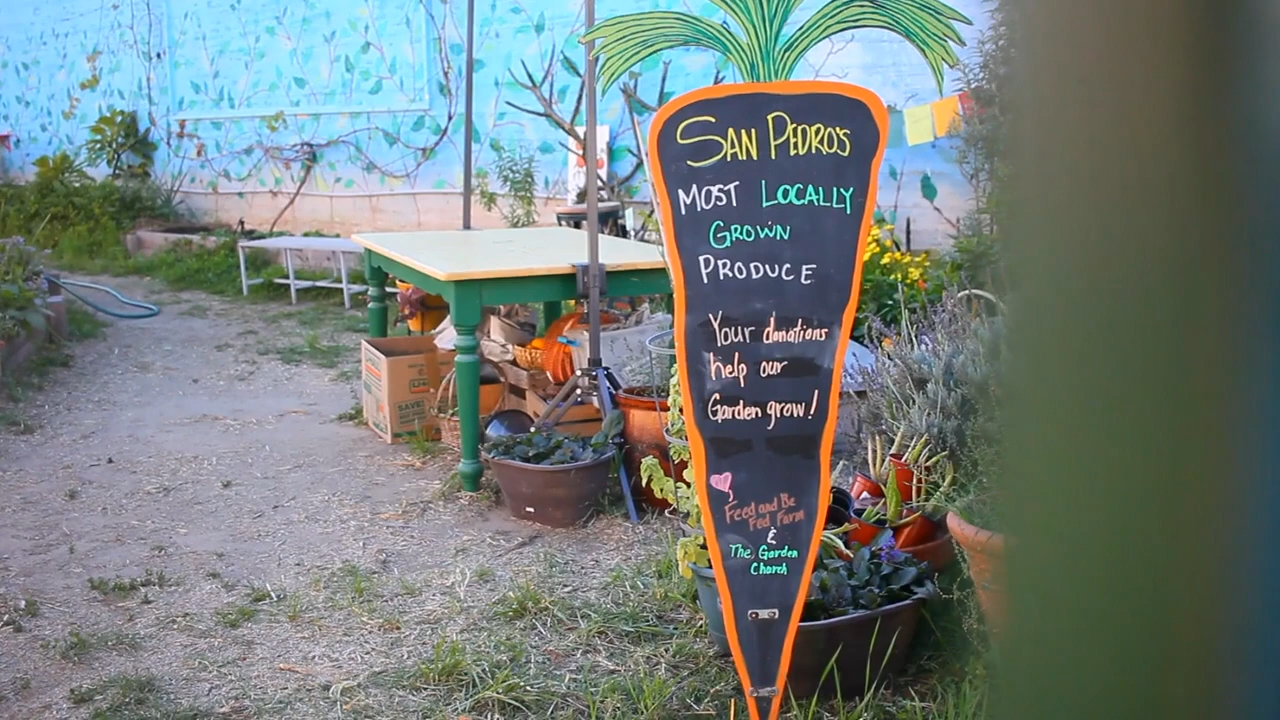 SAN PEDRO'S
MOST LOCALLY
GROWN
PRODUCE
Your donations
help our
Garden grow!
Feed and Be
Fed Farm
&
The Garden
Church